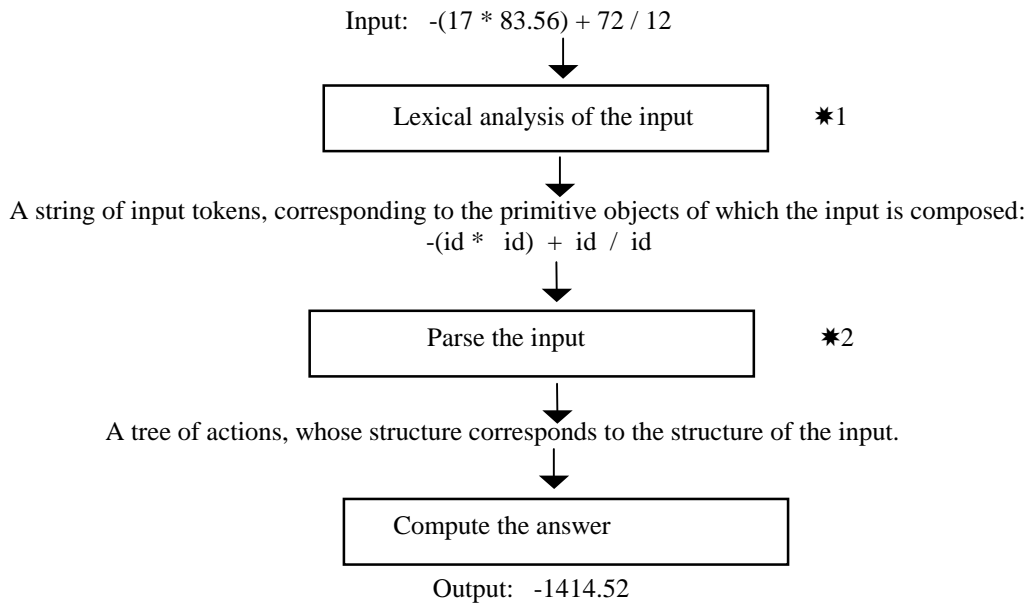 Input: -(17 * 83.56) + 72 / 12
Lexical analysis of the input ✷1
A string of input tokens, corresponding to the primitive objects of which the input is composed:
-(id * id) + id / id
Parse the input ✷2
A tree of actions, whose structure corresponds to the structure of the input.
Compute the answer
Output: -1414.52